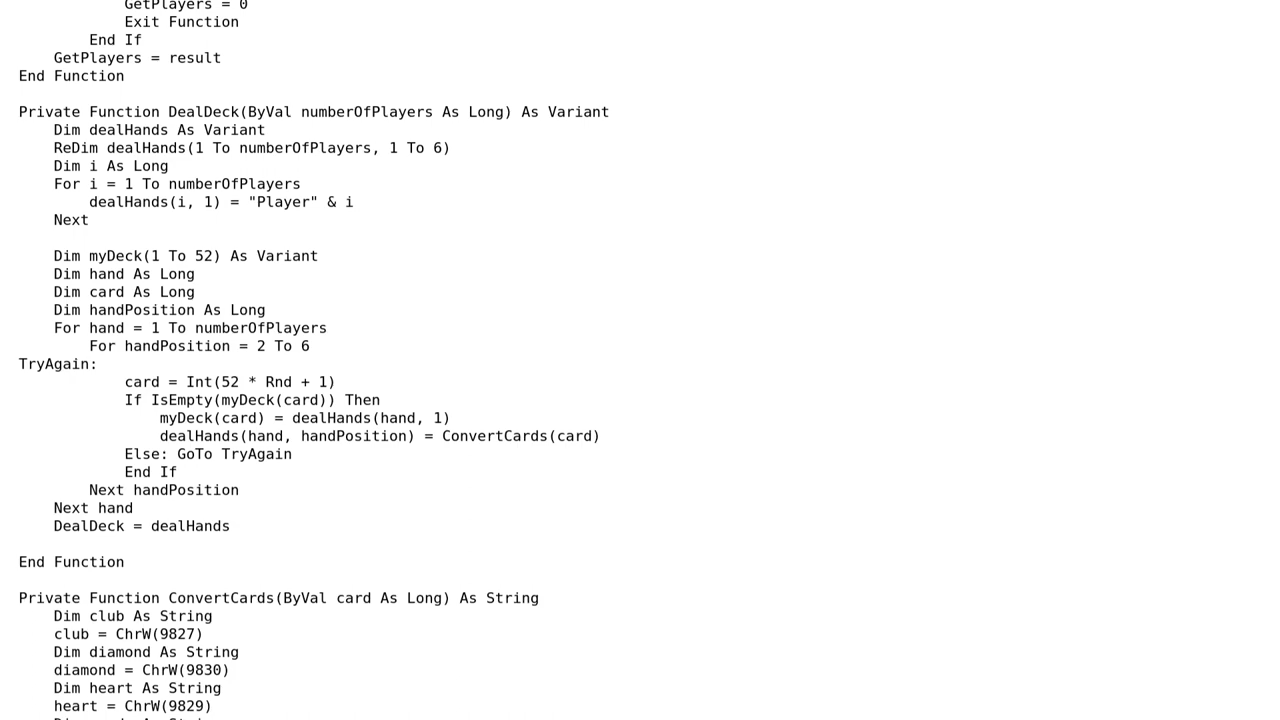 GetPlayers = 0
Exit Function
End If
GetPlayers = result
End Function
Private Function DealDeck(ByVal numberOfPlayers As Long) As Variant
Dim dealHands As Variant
ReDim dealHands(1 To numberOfPlayers, 1 To 6)
Dim i As Long
For i = 1 To numberOfPlayers
dealHands(i, 1) = "Player" & i
Next
Dim myDeck(1 To 52) As Variant
Dim hand As Long
Dim card As Long
Dim handPosition As Long
For hand = 1 To numberOfPlayers
For handPosition = 2 To 6
TryAgain:
card = Int(52 * Rnd + 1)
If IsEmpty(myDeck(card)) Then
myDeck(card) = dealHands(hand, 1)
dealHands(hand, handPosition) = ConvertCards(card)
Else: GoTo TryAgain
End If
Next handPosition
Next hand
DealDeck = dealHands
End Function
Private Function ConvertCards(ByVal card As Long) As String
Dim club As String
club = ChrW(9827)
Dim diamond As String
diamond = ChrW(9830)
Dim heart As String
heart = ChrW(9829)